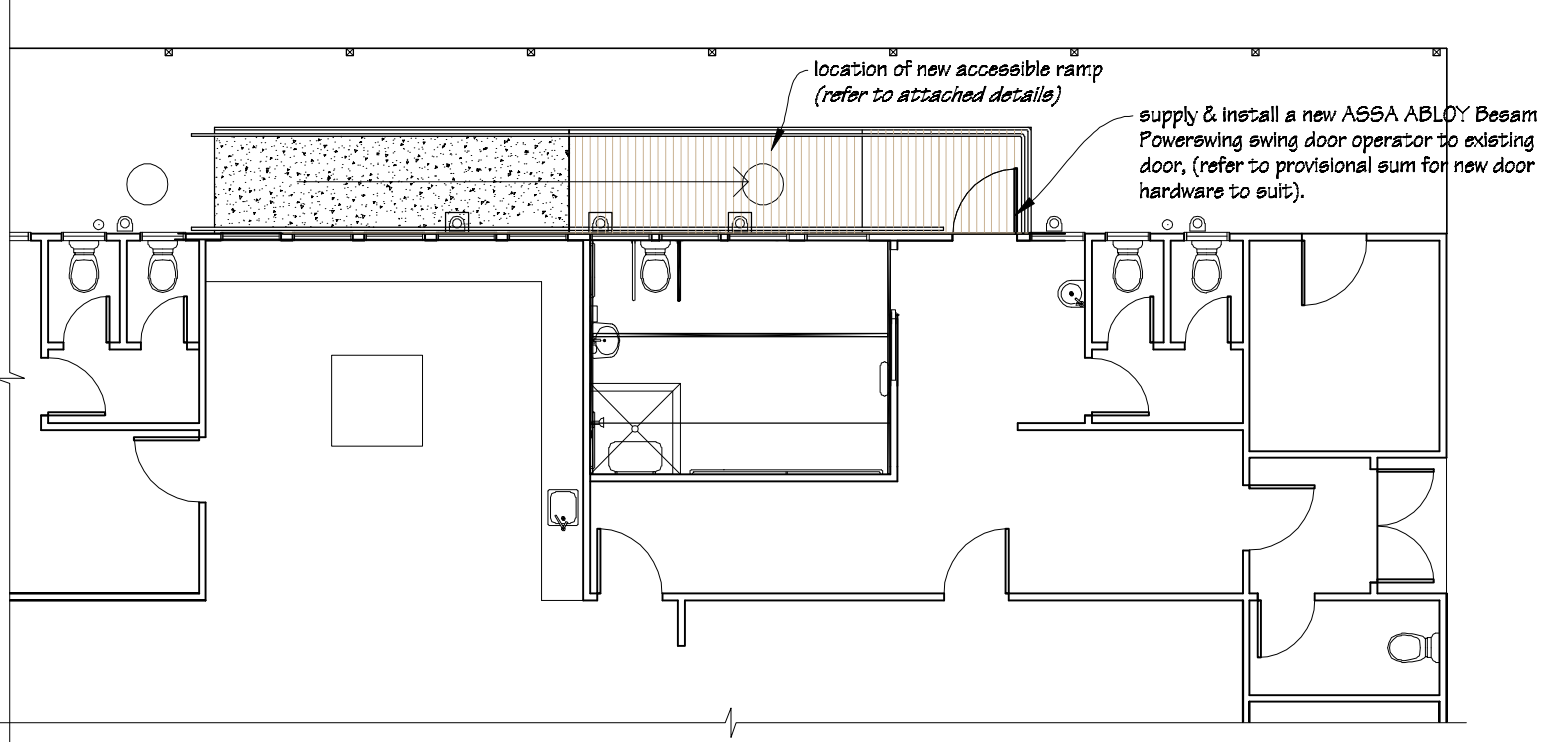 location of new accessible ramp
(refer to attached details)
supply & install a new ASSA ABLOY Besam
Powerswing swing door operator to existing
door, (refer to provisional sum for new door
hardware to suit).